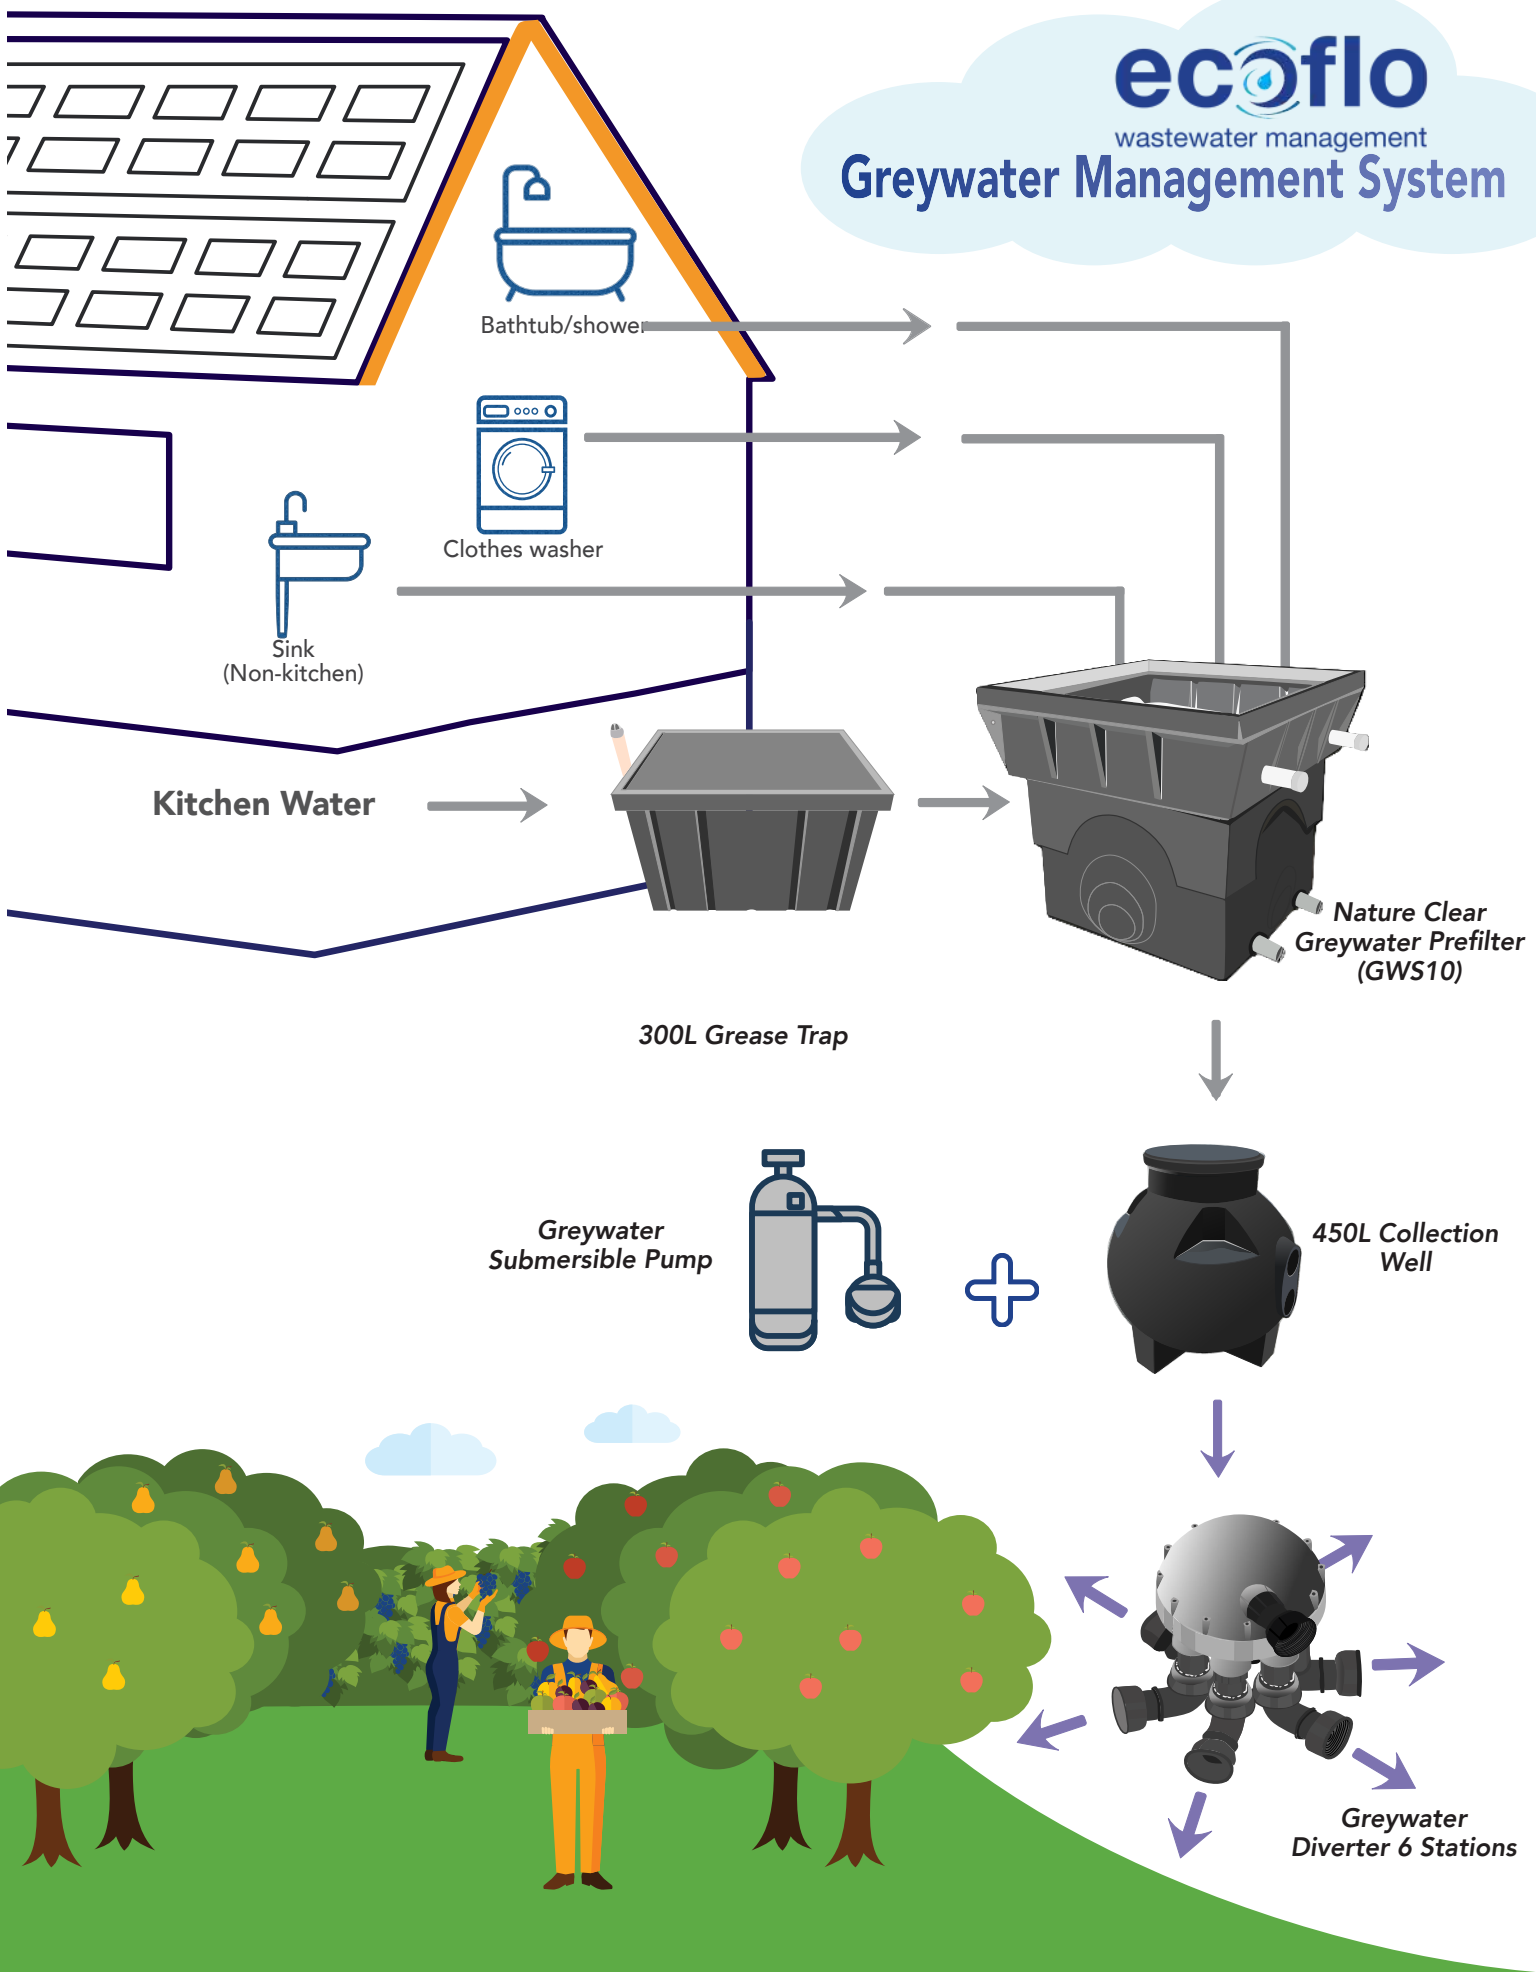 ecoflo
wastewater management
Greywater Management System
Bathtub/shower
Clothes washer
Sink
(Non-kitchen)
Kitchen Water
Nature Clear
Greywater Prefilter
(GWS10)
300L Grease Trap
Greywater
Submersible Pump
450L Collection
Well
Greywater
Diverter 6 Stations